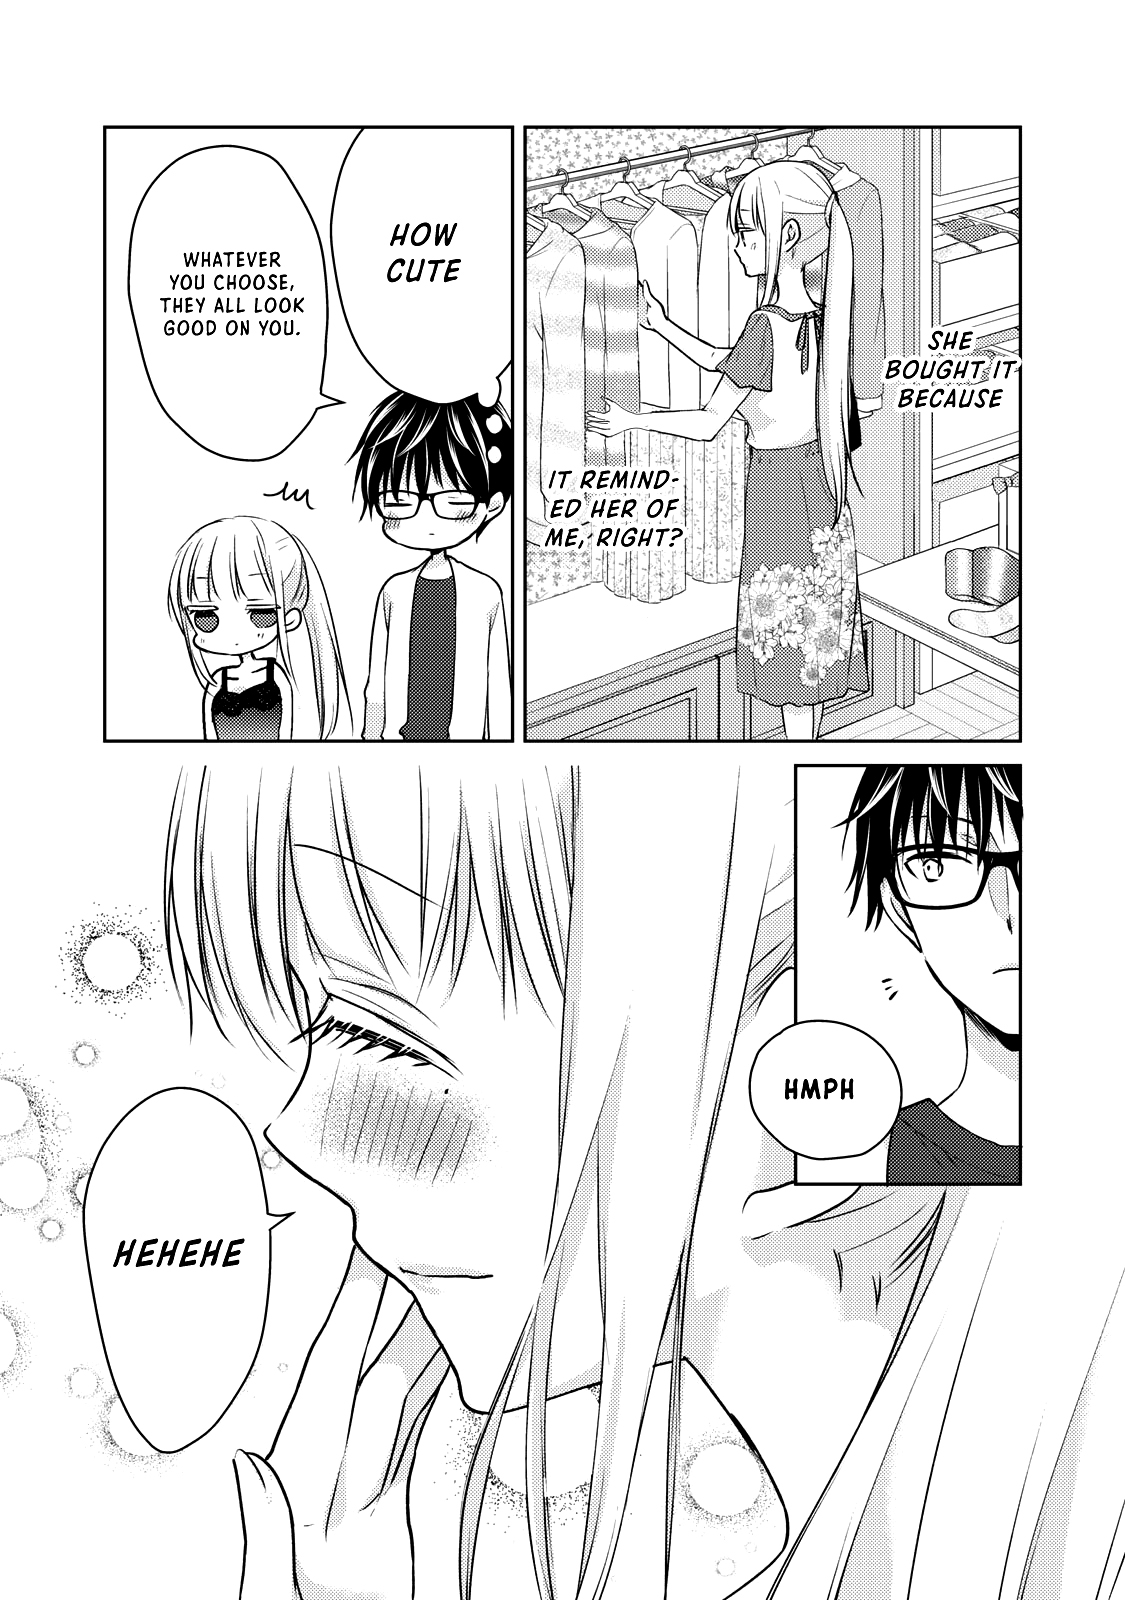 SHE
BOUGHT IT
BECAUSE
IT REMIND-
ED HER OF
ME, RIGHT?
HOW
CUTE
WHATEVER
YOU CHOOSE,
THEY ALL LOOK
GOOD ON YOU.
HMPH
HEHEHE